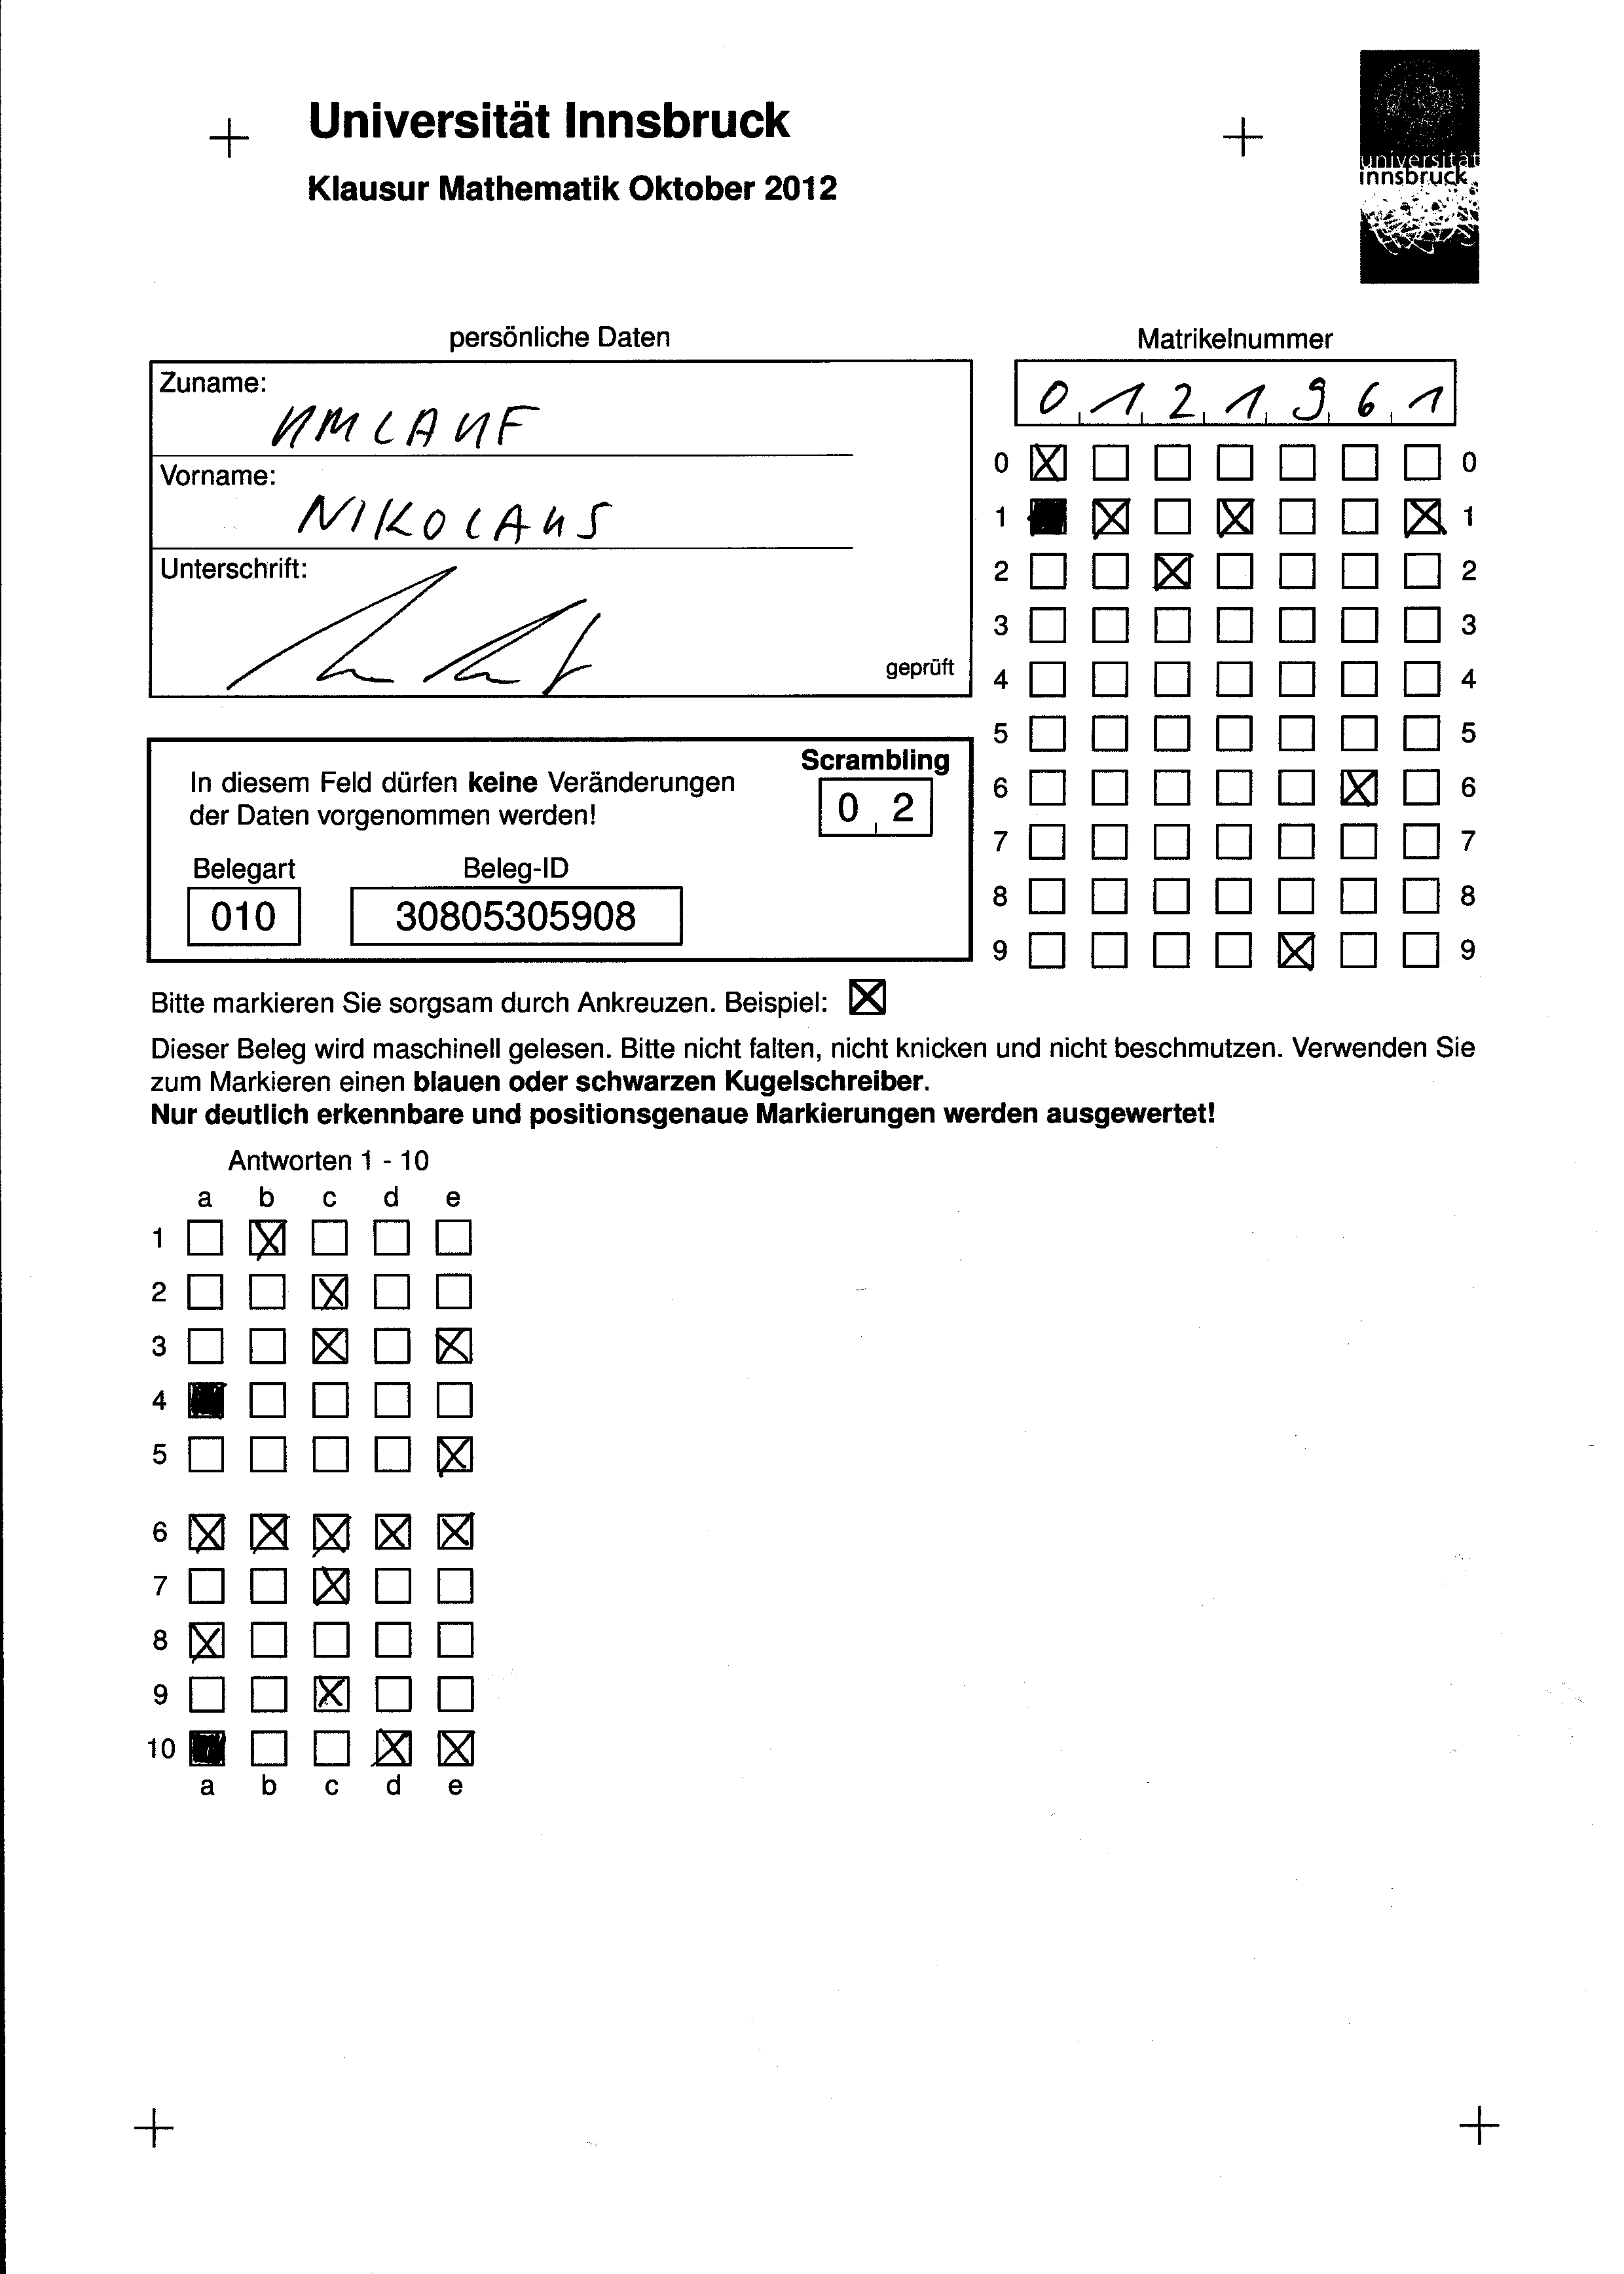 Universität Innsbruck
Klausur Mathematik Oktober 2012
universität
innsbruck
persönliche Daten
Zuname:
UMLAUF
Vorname:
NIKOLAUS
Unterschrift:
geprüft
Matrikelnummer
0 1 2 1 9 6 1
0 0
1 1
2 2
3 3
4 4
5 5
6 6
7 7
8 8
9 9
In diesem Feld dürfen keine Veränderungen
der Daten vorgenommen werden!
Scrambling
0 2
Belegart Beleg-ID
010 30805305908
Bitte markieren Sie sorgsam durch Ankreuzen. Beispiel:
Dieser Beleg wird maschinell gelesen. Bitte nicht falten, nicht knicken und nicht beschmutzen. Verwenden Sie
zum Markieren einen blauen oder schwarzen Kugelschreiber.
Nur deutlich erkennbare und positionsgenaue Markierungen werden ausgewertet!
Antworten 1 - 10
a b c d e
1
2
3
4
5
6
7
8
9
10
a b c d e